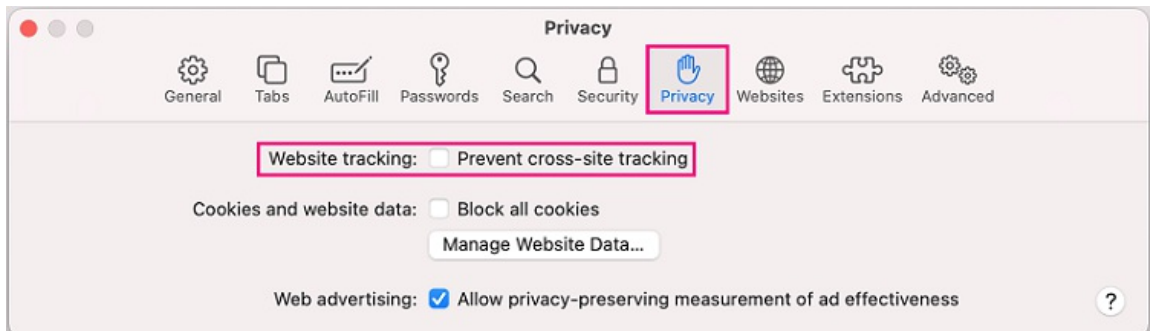 Privacy
General Tabs AutoFill Passwords Search Security Privacy Websites Extensions Advanced
Website tracking: Prevent cross-site tracking
Cookies and website data: Block all cookies
Manage Website Data...
Web advertising: Allow privacy-preserving measurement of ad effectiveness ?